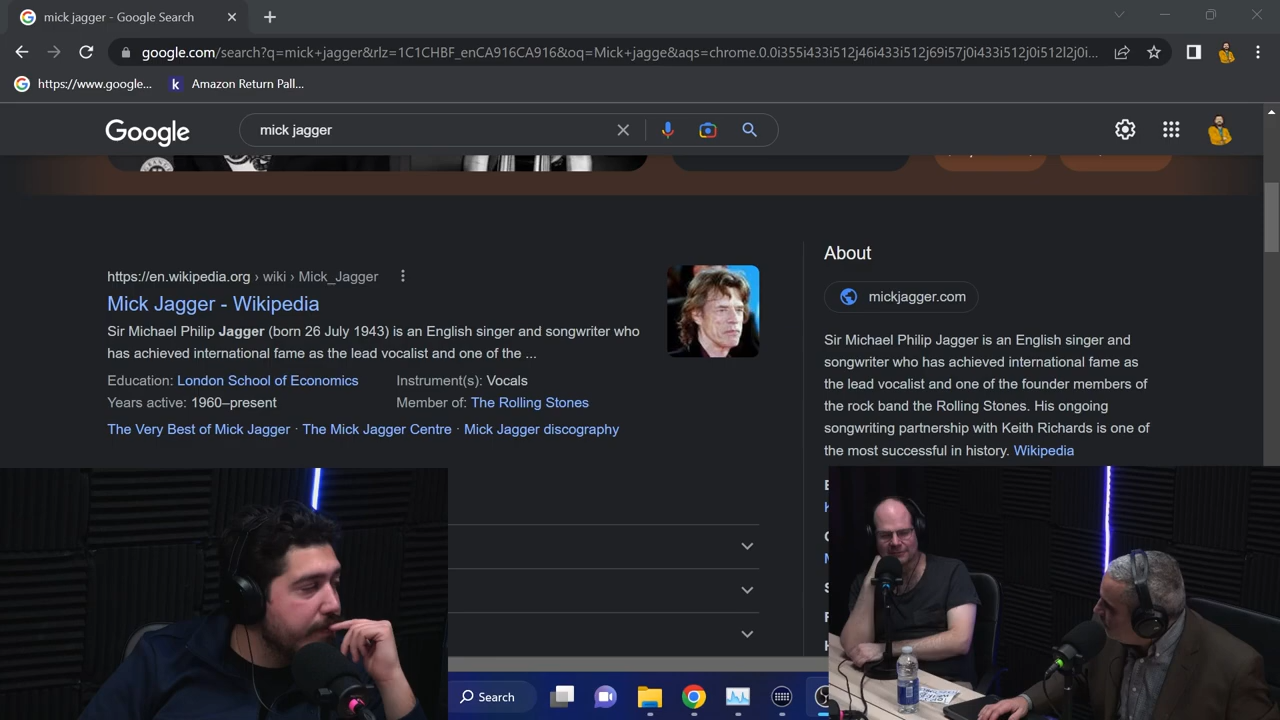 mick jagger - Google Search
google.com/search?q=mick+jagger&rlz=1C1CHBF_enCA916CA916&oq=Mick+jagge&aqs=chrome.0.0i355i433i512j46i433i512j69i57j0i433i512j0i512l2j0i...
https://www.google... Amazon Return Pall...
Google mick jagger
https://en.wikipedia.org › wiki › Mick_Jagger
Mick Jagger - Wikipedia
Sir Michael Philip Jagger (born 26 July 1943) is an English singer and songwriter who
has achieved international fame as the lead vocalist and one of the ...
Education: London School of Economics Instrument(s): Vocals
Years active: 1960–present Member of: The Rolling Stones
The Very Best of Mick Jagger · The Mick Jagger Centre · Mick Jagger discography
About
mickjagger.com
Sir Michael Philip Jagger is an English singer and
songwriter who has achieved international fame as
the lead vocalist and one of the founder members of
the rock band the Rolling Stones. His ongoing
songwriting partnership with Keith Richards is one of
the most successful in history. Wikipedia
Search